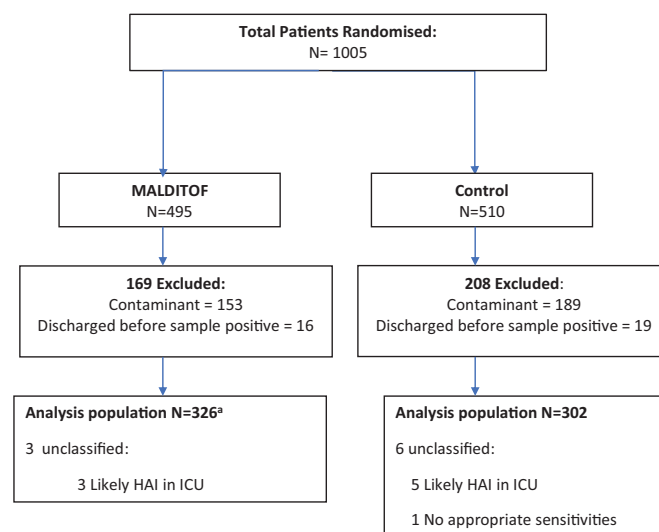 Total Patients Randomised:
N= 1005
MALDITOF
N=495
Control
N=510
169 Excluded:
Contaminant = 153
Discharged before sample positive = 16
208 Excluded:
Contaminant = 189
Discharged before sample positive = 19
Analysis population N=326ᵃ
3 unclassified:
3 Likely HAI in ICU
Analysis population N=302
6 unclassified:
5 Likely HAI in ICU
1 No appropriate sensitivities